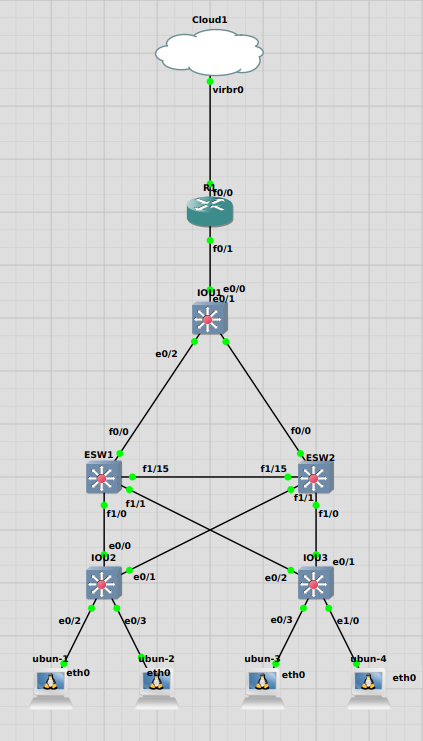 Cloud1
virbr0
R1
f0/0
f0/1
e0/0
IOU1
e0/1
e0/2
f0/0
f0/0
ESW1
ESW2
f1/15
f1/15
f1/1
f1/1
f1/0
f1/0
e0/0
IOU2
IOU3
e0/1
e0/1
e0/2
e0/2
e0/3
e0/3
e1/0
ubun-1
ubun-2
ubun-3
ubun-4
eth0
eth0
eth0
eth0